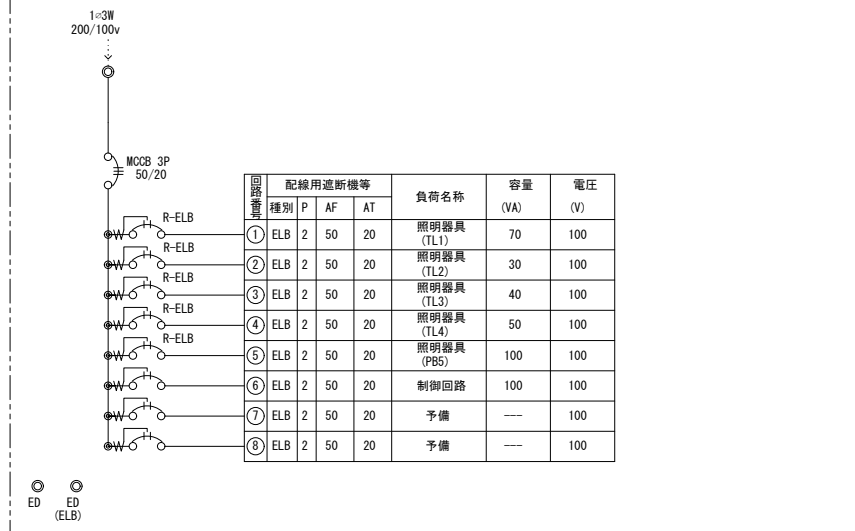 1∅3W
200/100v
MCCB 3P
50/20
R-ELB
R-ELB
R-ELB
R-ELB
R-ELB
回路番号 配線用遮断機等 負荷名称 容量 (VA) 電圧 (V)
種別 P AF AT
1 ELB 2 50 20 照明器具 (TL1) 70 100
2 ELB 2 50 20 照明器具 (TL2) 30 100
3 ELB 2 50 20 照明器具 (TL3) 40 100
4 ELB 2 50 20 照明器具 (TL4) 50 100
5 ELB 2 50 20 照明器具 (PB5) 100 100
6 ELB 2 50 20 制御回路 100 100
7 ELB 2 50 20 予備 --- 100
8 ELB 2 50 20 予備 --- 100
ED ED
(ELB)